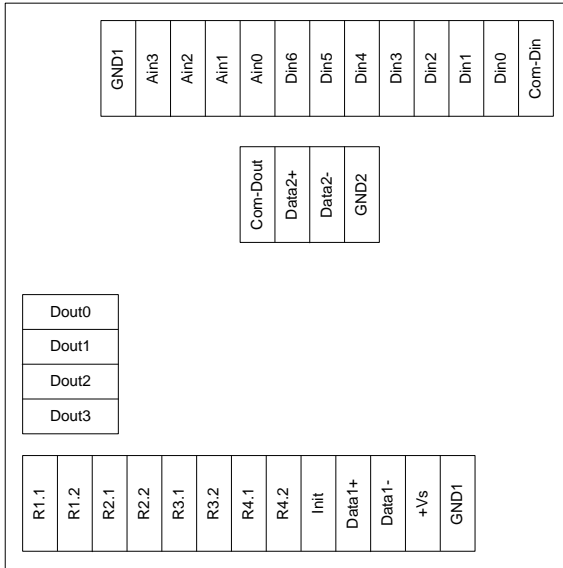 GND1 Ain3 Ain2 Ain1 Ain0 Din6 Din5 Din4 Din3 Din2 Din1 Din0 Com-Din
Com-Dout Data2+ Data2- GND2
Dout0
Dout1
Dout2
Dout3
R1.1 R1.2 R2.1 R2.2 R3.1 R3.2 R4.1 R4.2 Init Data1+ Data1- +Vs GND1